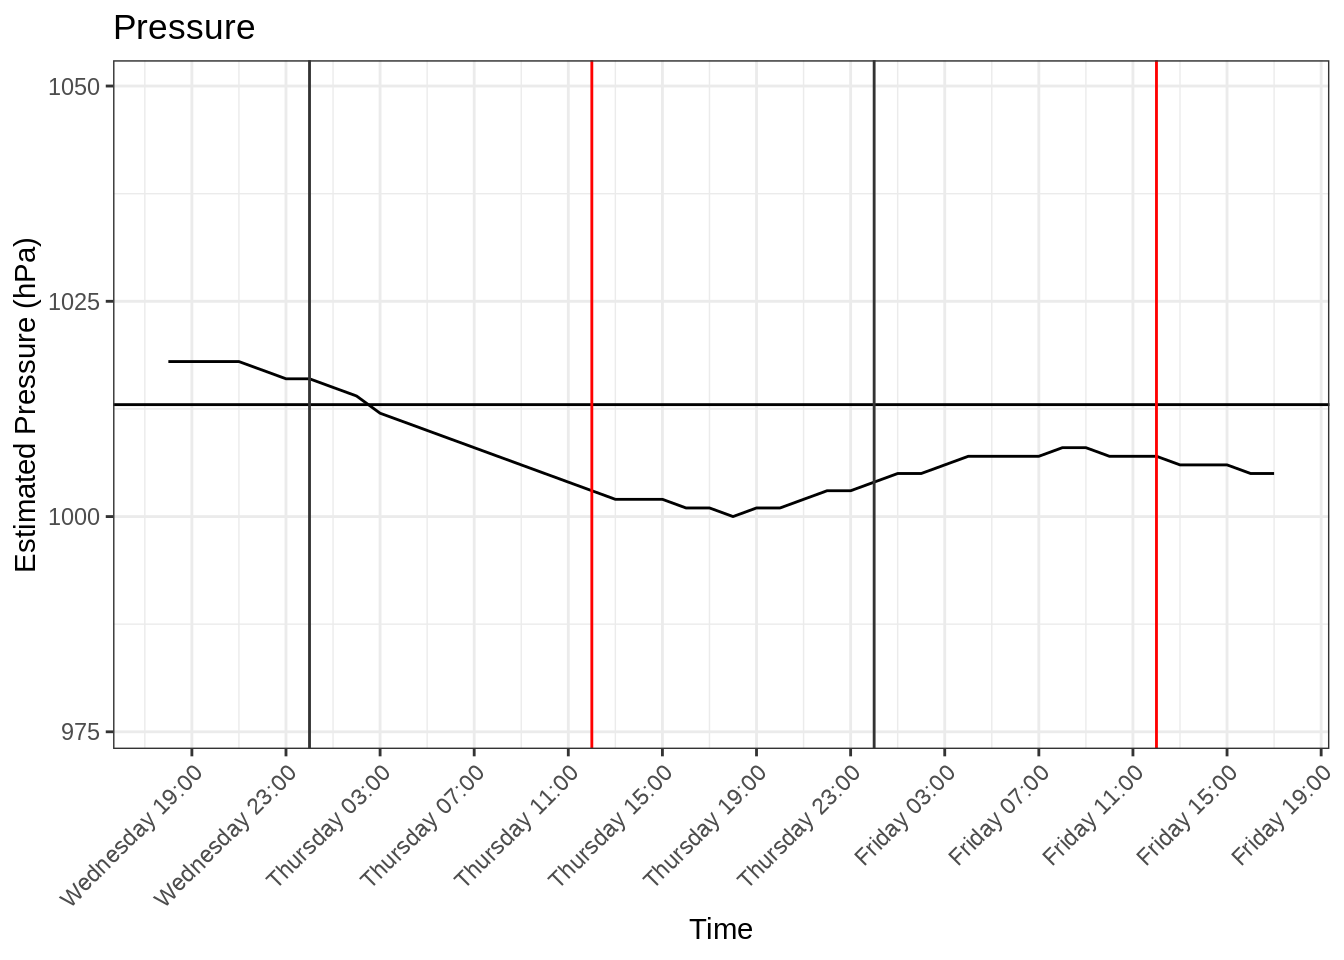 Pressure
Estimated Pressure (hPa)
1050
1025
1000
975
Wednesday 19:00
Wednesday 23:00
Thursday 03:00
Thursday 07:00
Thursday 11:00
Thursday 15:00
Thursday 19:00
Thursday 23:00
Friday 03:00
Friday 07:00
Friday 11:00
Friday 15:00
Friday 19:00
Time